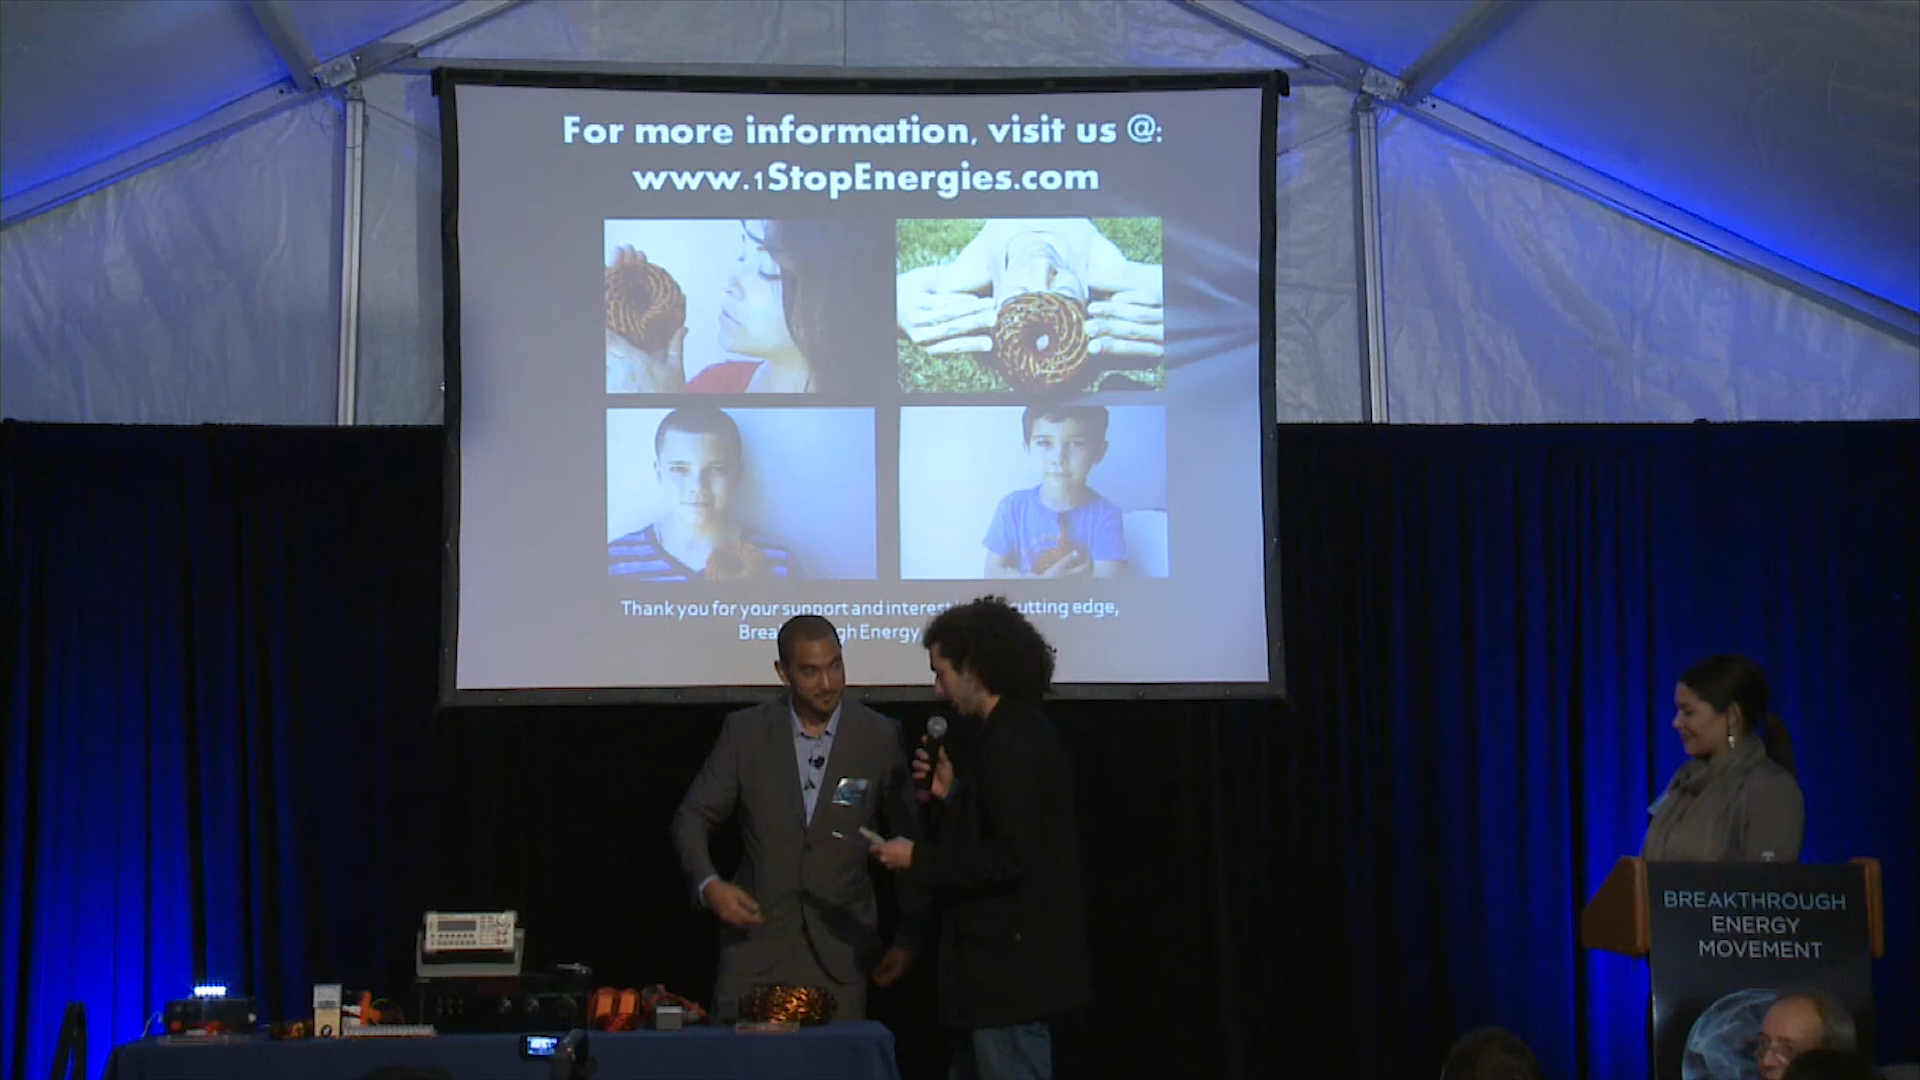 For more information, visit us @:
www.1StopEnergies.com
Thank you for your support and interest cutting edge,
Energy
BREAKTHROUGH
ENERGY
MOVEMENT